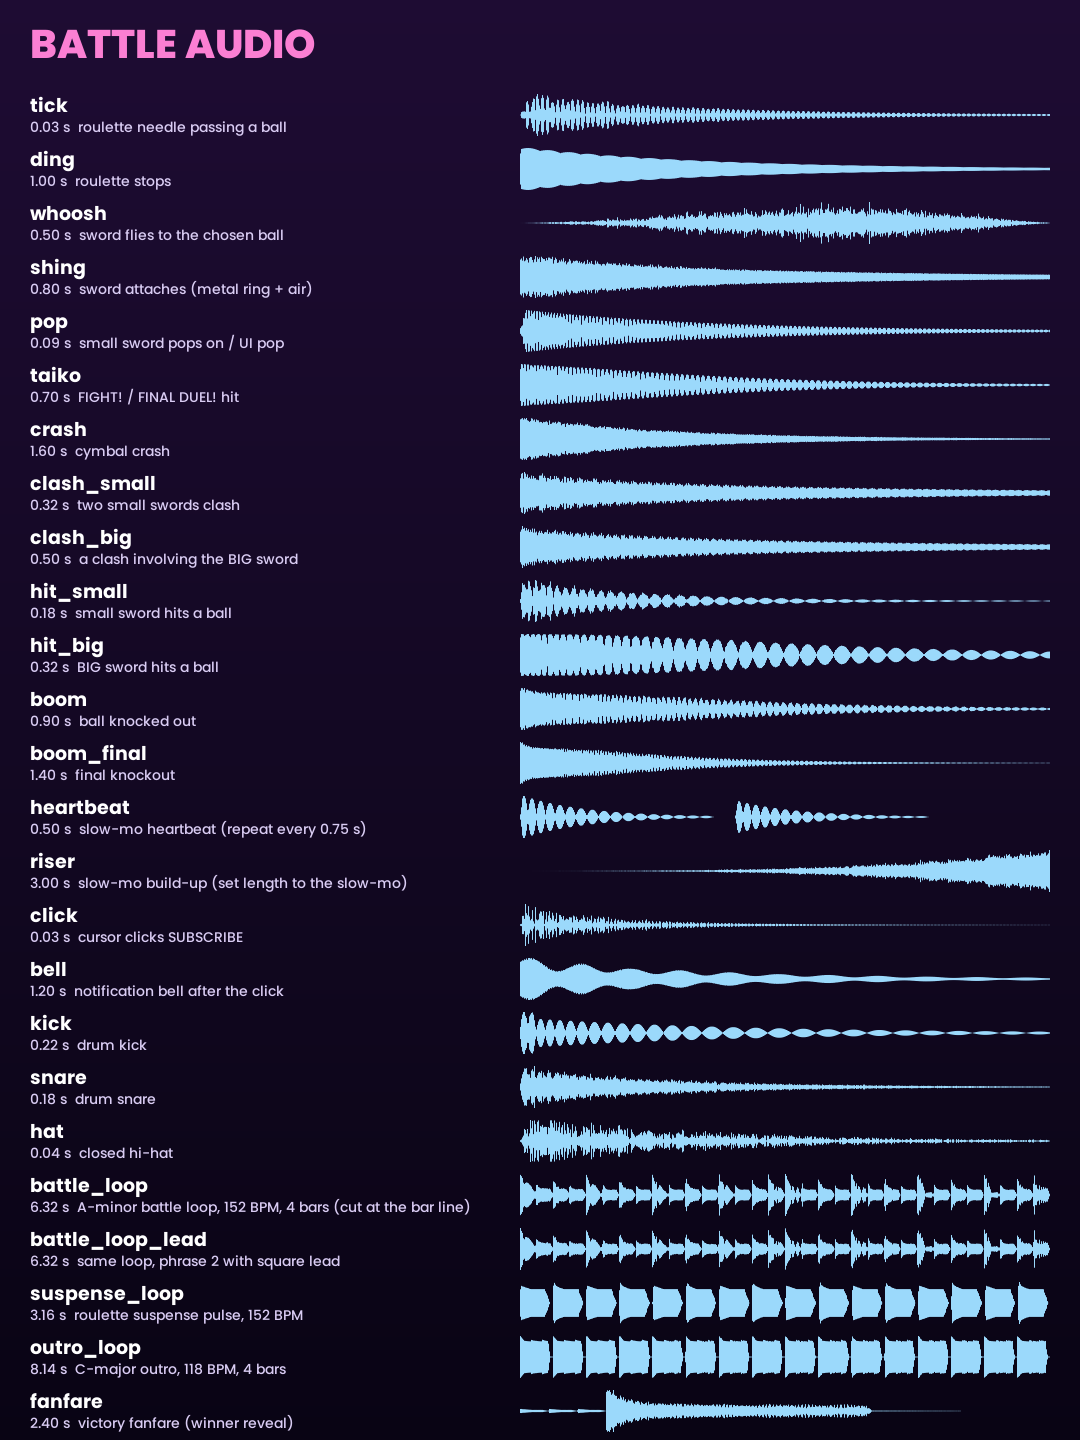 BATTLE AUDIO
tick
0.03 s  roulette needle passing a ball
ding
1.00 s  roulette stops
whoosh
0.50 s  sword flies to the chosen ball
shing
0.80 s  sword attaches (metal ring + air)
pop
0.09 s  small sword pops on / UI pop
taiko
0.70 s  FIGHT! / FINAL DUEL! hit
crash
1.60 s  cymbal crash
clash_small
0.32 s  two small swords clash
clash_big
0.50 s  a clash involving the BIG sword
hit_small
0.18 s  small sword hits a ball
hit_big
0.32 s  BIG sword hits a ball
boom
0.90 s  ball knocked out
boom_final
1.40 s  final knockout
heartbeat
0.50 s  slow-mo heartbeat (repeat every 0.75 s)
riser
3.00 s  slow-mo build-up (set length to the slow-mo)
click
0.03 s  cursor clicks SUBSCRIBE
bell
1.20 s  notification bell after the click
kick
0.22 s  drum kick
snare
0.18 s  drum snare
hat
0.04 s  closed hi-hat
battle_loop
6.32 s  A-minor battle loop, 152 BPM, 4 bars (cut at the bar line)
battle_loop_lead
6.32 s  same loop, phrase 2 with square lead
suspense_loop
3.16 s  roulette suspense pulse, 152 BPM
outro_loop
8.14 s  C-major outro, 118 BPM, 4 bars
fanfare
2.40 s  victory fanfare (winner reveal)